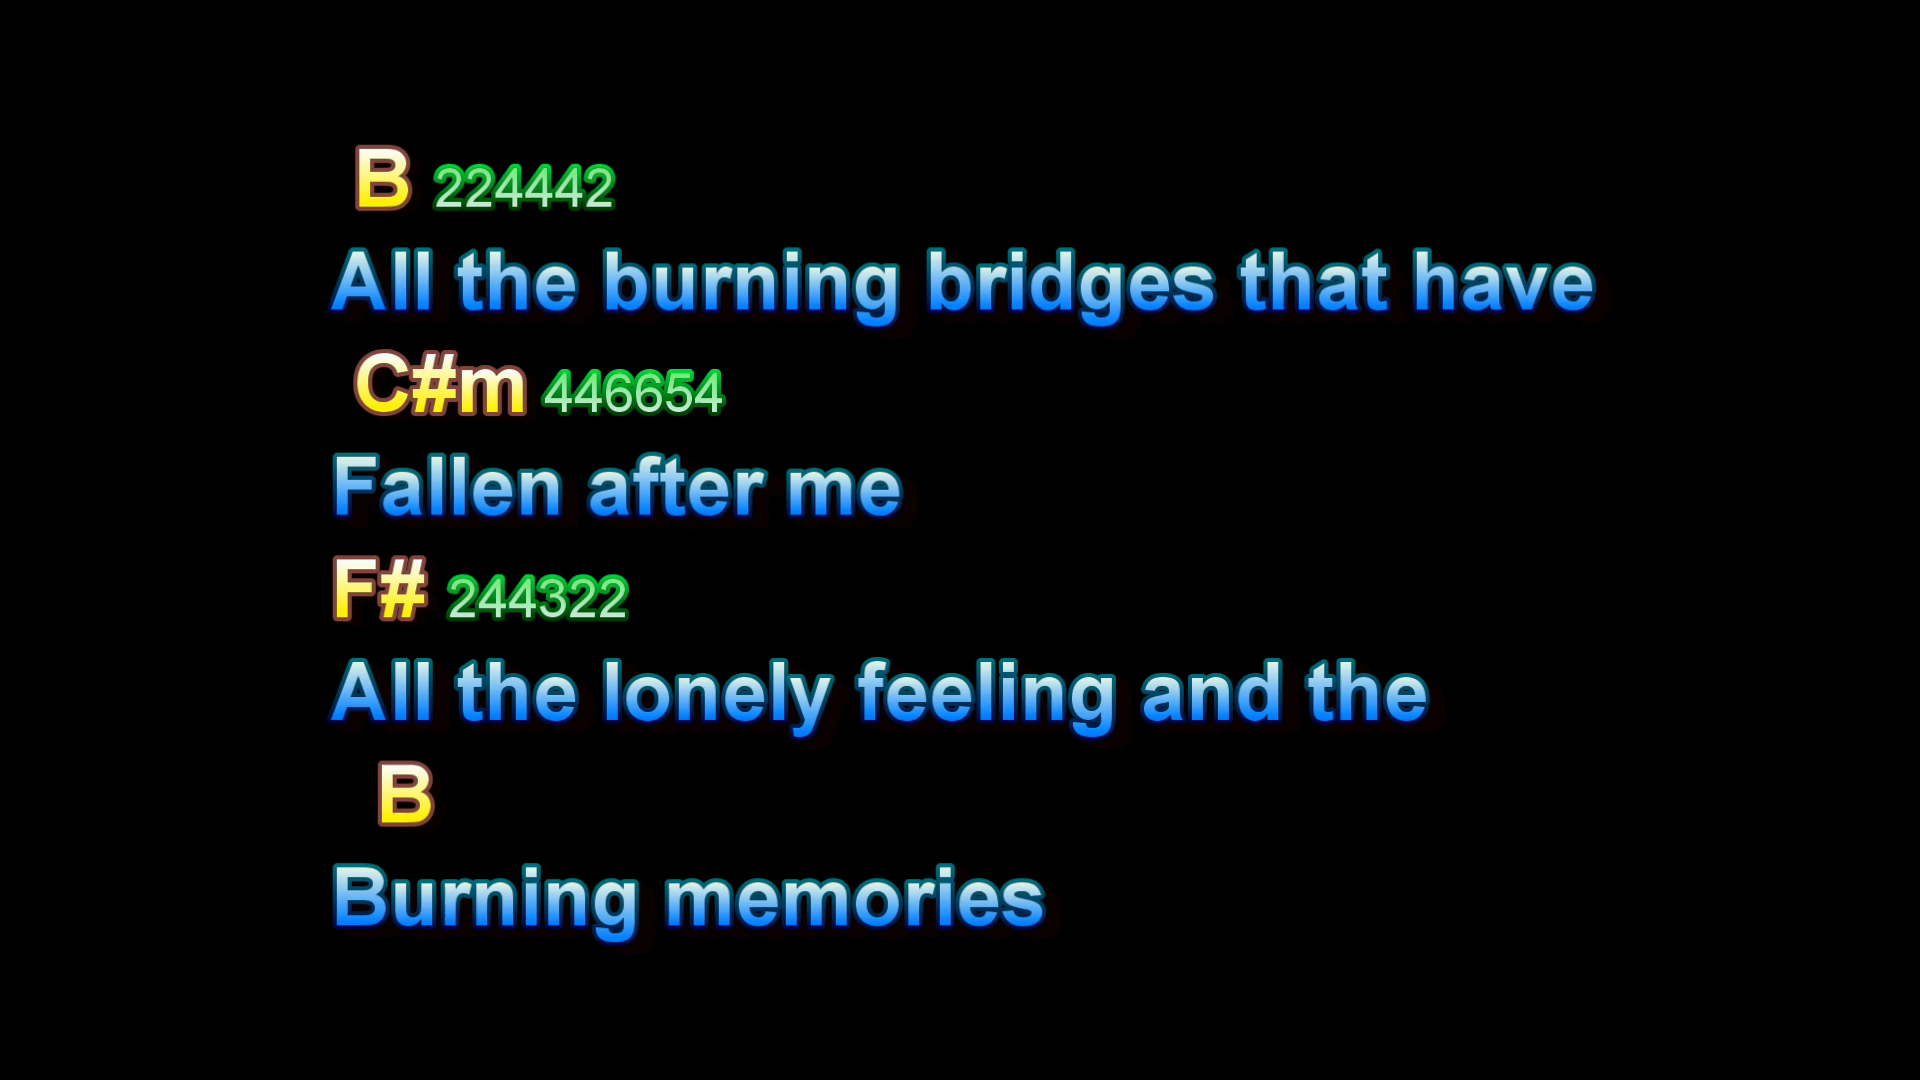 B 224442
All the burning bridges that have
C#m 446654
Fallen after me
F# 244322
All the lonely feeling and the
B
Burning memories